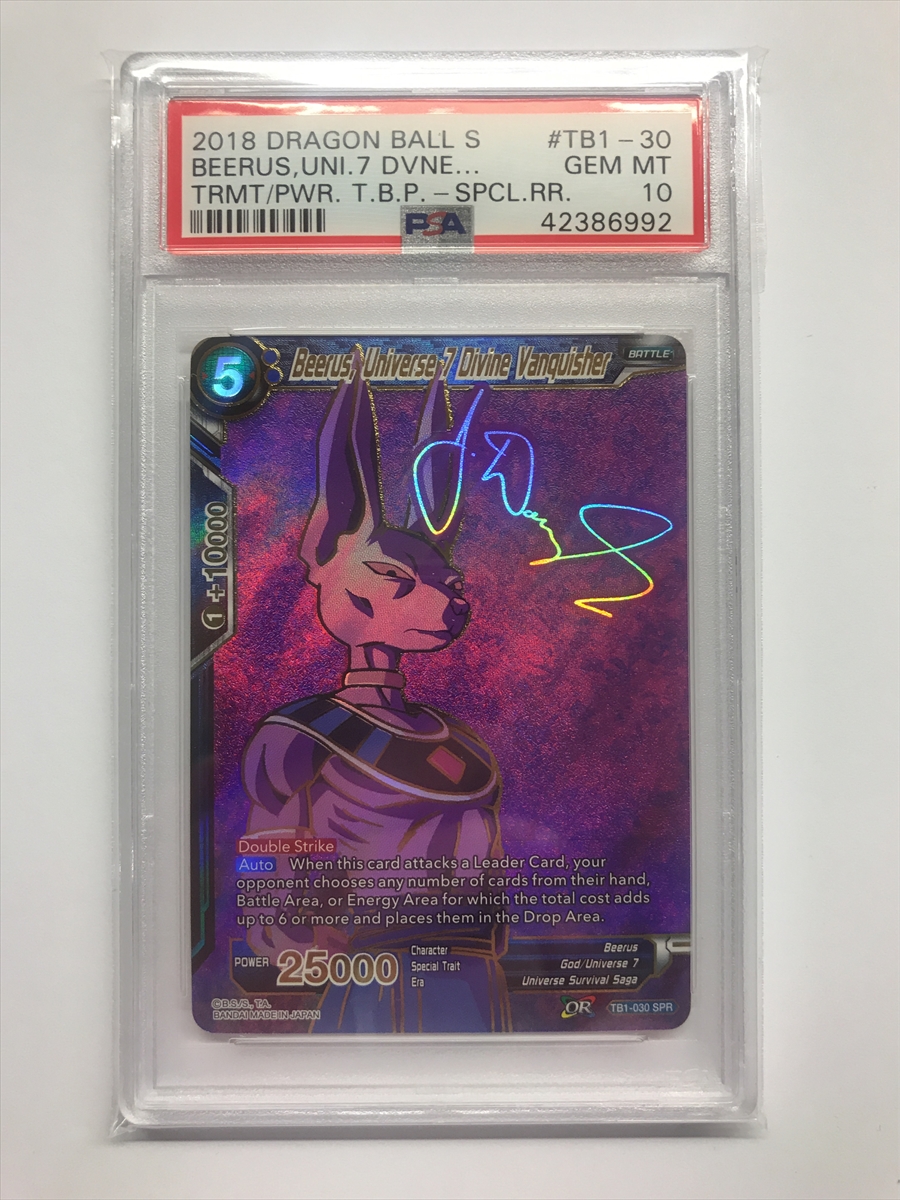 2018 DRAGON BALL S #TB1-30
BEERUS,UNI.7 DVNE... GEM MT
TRMT/PWR. T.B.P.-SPCL.RR. 10
PSA 42386992
5 Beerus, Universe 7 Divine Vanquisher BATTLE
1 +10000
Double Strike
Auto When this card attacks a Leader Card, your
opponent chooses any number of cards from their hand,
Battle Area, or Energy Area for which the total cost adds
up to 6 or more and places them in the Drop Area.
POWER 25000
Character Beerus
Special Trait God/Universe 7
Era Universe Survival Saga
©B.S./S., T.A.
BANDAI MADE IN JAPAN
OR TB1-030 SPR